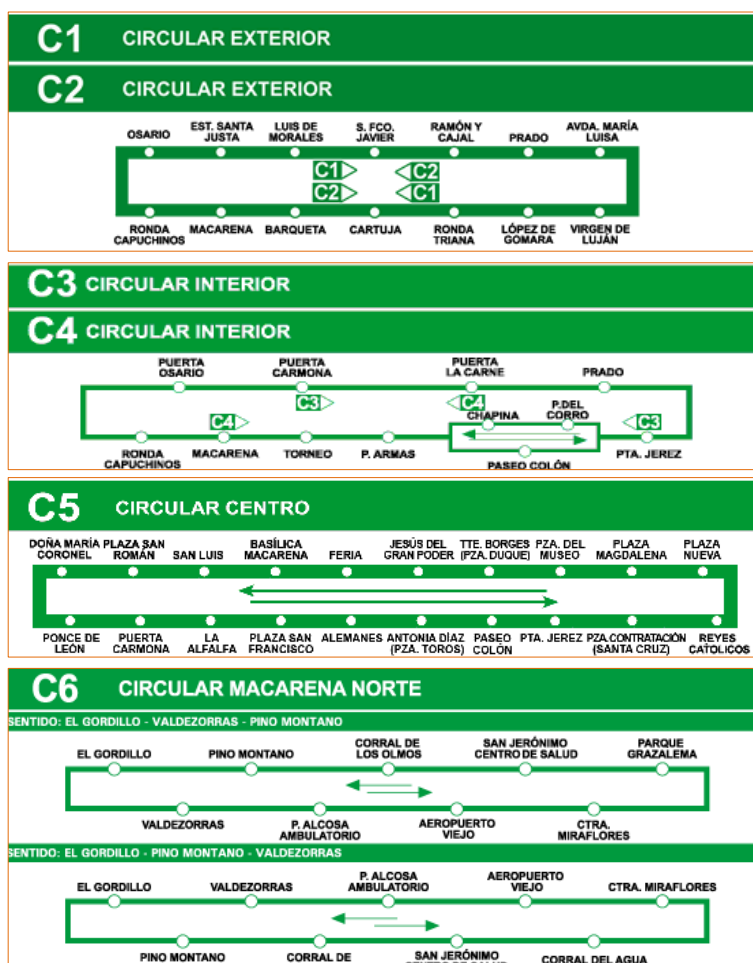 C1 CIRCULAR EXTERIOR
C2 CIRCULAR EXTERIOR
OSARIO
EST. SANTA
JUSTA
LUIS DE
MORALES
S. FCO.
JAVIER
RAMÓN Y
CAJAL
PRADO
AVDA. MARÍA
LUISA
C1 C2
C2 C1
RONDA
CAPUCHINOS
MACARENA
BARQUETA
CARTUJA
RONDA
TRIANA
LÓPEZ DE
GOMARA
VIRGEN DE
LUJÁN
C3 CIRCULAR INTERIOR
C4 CIRCULAR INTERIOR
PUERTA
OSARIO
PUERTA
CARMONA
PUERTA
LA CARNE
PRADO
C3
C4
CHAPINA
P.DEL
CORRO
C4
C3
RONDA
CAPUCHINOS
MACARENA
TORNEO
P. ARMAS
PASEO COLÓN
PTA. JEREZ
C5 CIRCULAR CENTRO
DOÑA MARÍA
CORONEL
PLAZA SAN
ROMÁN
SAN LUIS
BASÍLICA
MACARENA
FERIA
JESÚS DEL
GRAN PODER
TTE. BORGES
(PZA. DUQUE)
PZA. DEL
MUSEO
PLAZA
MAGDALENA
PLAZA
NUEVA
PONCE DE
LEÓN
PUERTA
CARMONA
LA
ALFALFA
PLAZA SAN
FRANCISCO
ALEMANES
ANTONIA DÍAZ
(PZA. TOROS)
PASEO
COLÓN
PTA. JEREZ
PZA.CONTRATACIÓN
(SANTA CRUZ)
REYES
CATÓLICOS
C6 CIRCULAR MACARENA NORTE
SENTIDO: EL GORDILLO - VALDEZORRAS - PINO MONTANO
EL GORDILLO
PINO MONTANO
CORRAL DE
LOS OLMOS
SAN JERÓNIMO
CENTRO DE SALUD
PARQUE
GRAZALEMA
VALDEZORRAS
P. ALCOSA
AMBULATORIO
AEROPUERTO
VIEJO
CTRA.
MIRAFLORES
SENTIDO: EL GORDILLO - PINO MONTANO - VALDEZORRAS
EL GORDILLO
VALDEZORRAS
P. ALCOSA
AMBULATORIO
AEROPUERTO
VIEJO
CTRA. MIRAFLORES
PINO MONTANO
CORRAL DE
SAN JERÓNIMO
CORRAL DEL AGUA